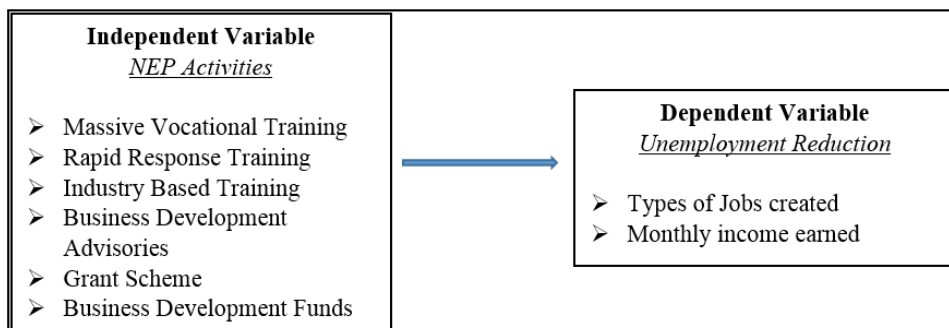 Independent Variable
NEP Activities
➢ Massive Vocational Training
➢ Rapid Response Training
➢ Industry Based Training
➢ Business Development
Advisories
➢ Grant Scheme
➢ Business Development Funds
Dependent Variable
Unemployment Reduction
➢ Types of Jobs created
➢ Monthly income earned